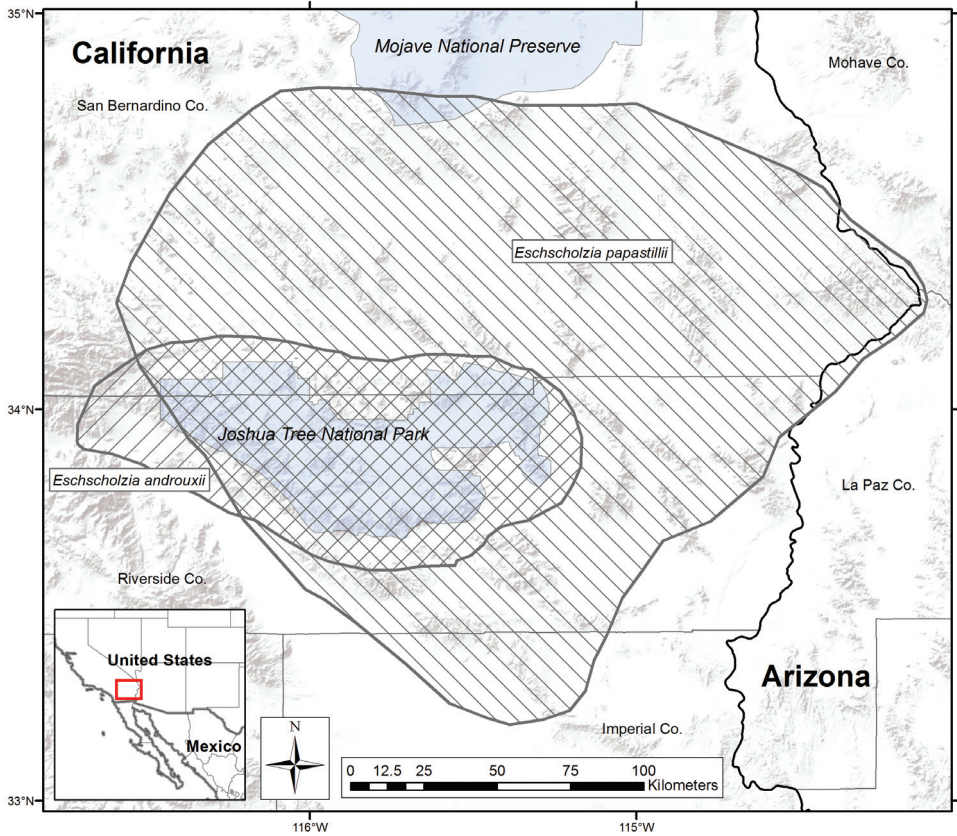 35°N
California
Mojave National Preserve
Mohave Co.
San Bernardino Co.
Eschscholzia papastillii
34°N
Joshua Tree National Park
Eschscholzia androuxii
La Paz Co.
Riverside Co.
United States
Mexico
Arizona
N
Imperial Co.
0 12.5 25 50 75 100
Kilometers
33°N
116°W 115°W